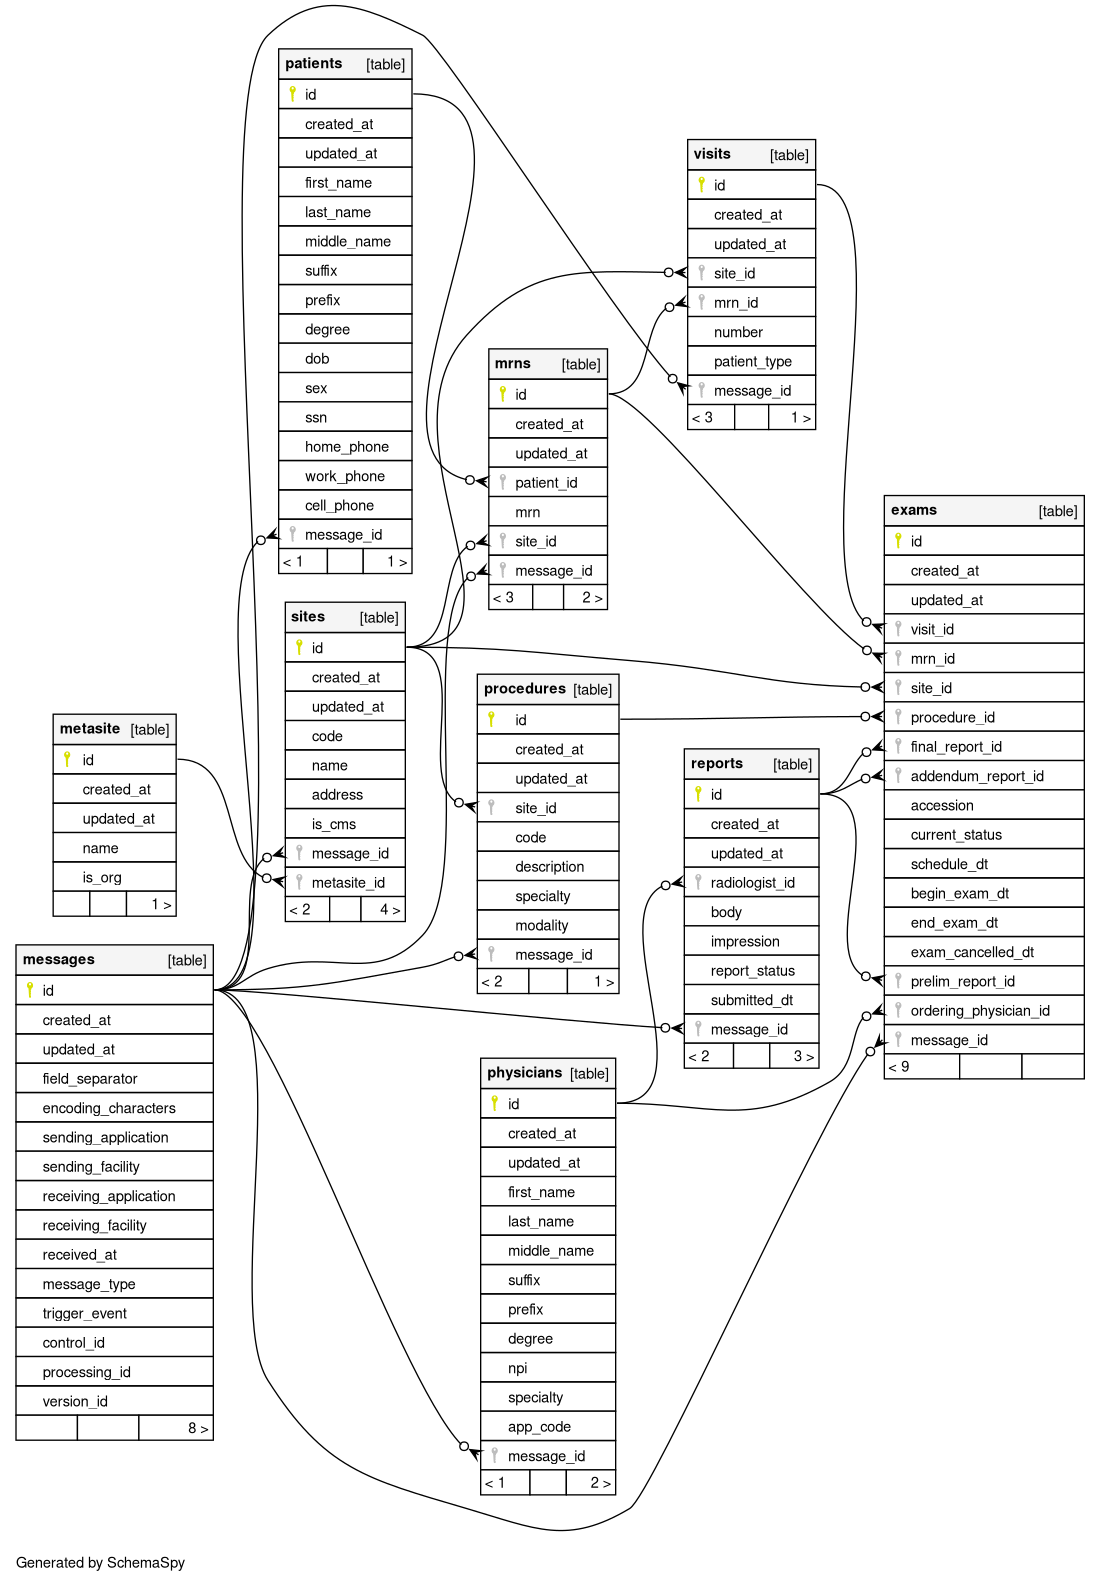 patients [table]
id
created_at
updated_at
first_name
last_name
middle_name
suffix
prefix
degree
dob
sex
ssn
home_phone
work_phone
cell_phone
message_id
< 1 1 >
visits [table]
id
created_at
updated_at
site_id
mrn_id
number
patient_type
message_id
< 3 1 >
mrns [table]
id
created_at
updated_at
patient_id
mrn
site_id
message_id
< 3 2 >
exams [table]
id
created_at
updated_at
visit_id
mrn_id
site_id
procedure_id
final_report_id
addendum_report_id
accession
current_status
schedule_dt
begin_exam_dt
end_exam_dt
exam_cancelled_dt
prelim_report_id
ordering_physician_id
message_id
< 9
sites [table]
id
created_at
updated_at
code
name
address
is_cms
message_id
metasite_id
< 2 4 >
procedures [table]
id
created_at
updated_at
site_id
code
description
specialty
modality
message_id
< 2 1 >
metasite [table]
id
created_at
updated_at
name
is_org
1 >
reports [table]
id
created_at
updated_at
radiologist_id
body
impression
report_status
submitted_dt
message_id
< 2 3 >
messages [table]
id
created_at
updated_at
field_separator
encoding_characters
sending_application
sending_facility
receiving_application
receiving_facility
received_at
message_type
trigger_event
control_id
processing_id
version_id
8 >
physicians [table]
id
created_at
updated_at
first_name
last_name
middle_name
suffix
prefix
degree
npi
specialty
app_code
message_id
< 1 2 >
Generated by SchemaSpy